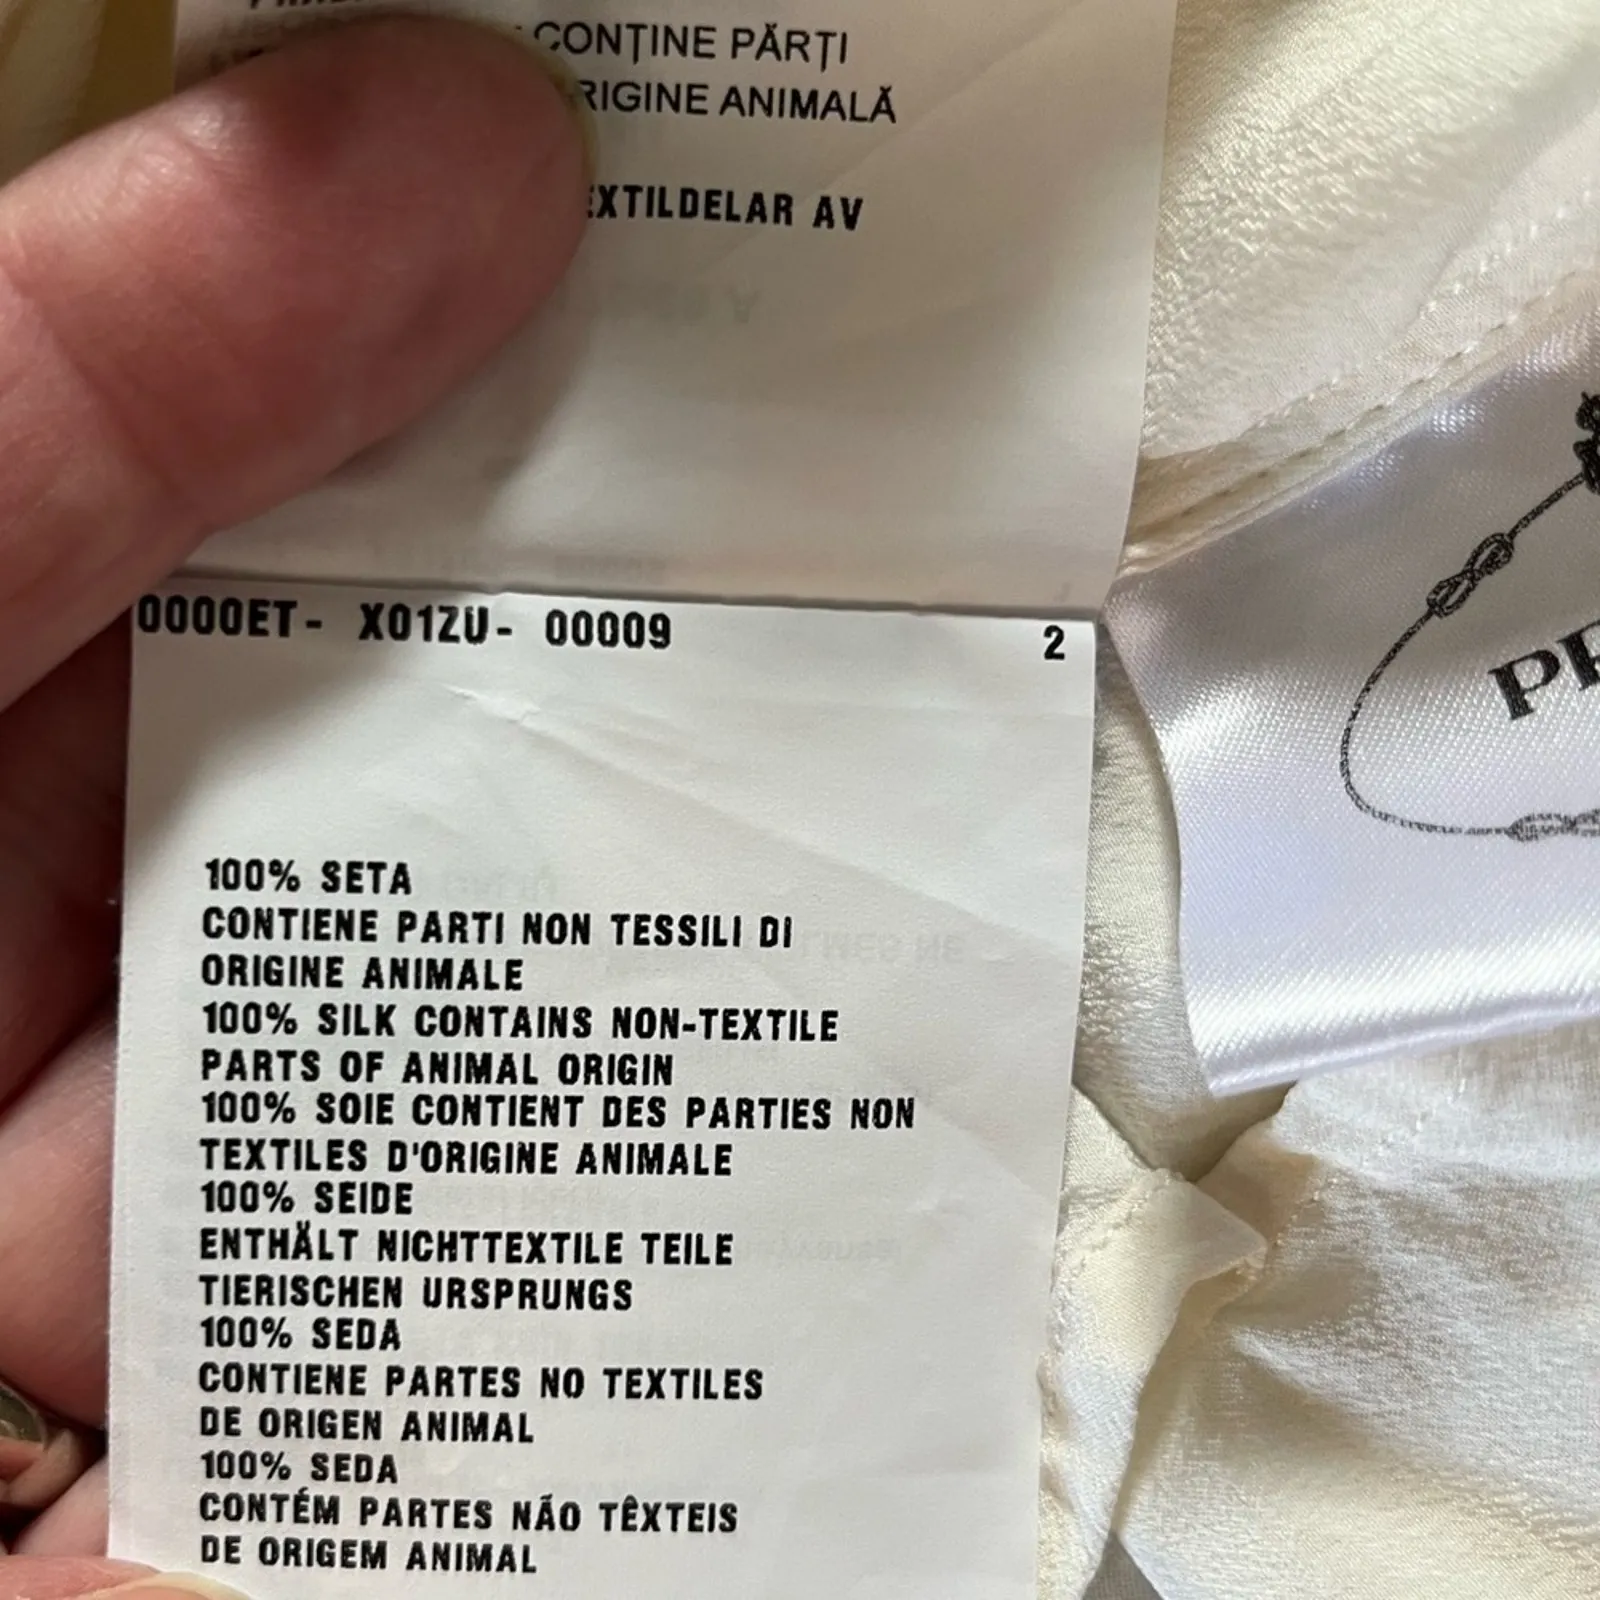 CONȚINE PĂRȚI
ANIMALĂ
AV
0000ET- X01ZU- 00009 2
100% SETA
CONTIENE PARTI NON TESSILI DI
ORIGINE ANIMALE
100% SILK CONTAINS NON-TEXTILE
PARTS OF ANIMAL ORIGIN
100% SOIE CONTIENT DES PARTIES NON
TEXTILES D'ORIGINE ANIMALE
100% SEIDE
ENTHÄLT NICHTTEXTILE TEILE
TIERISCHEN URSPRUNGS
100% SEDA
CONTIENE PARTES NO TEXTILES
DE ORIGEN ANIMAL
100% SEDA
CONTÉM PARTES NÃO TÊXTEIS
DE ORIGEM ANIMAL